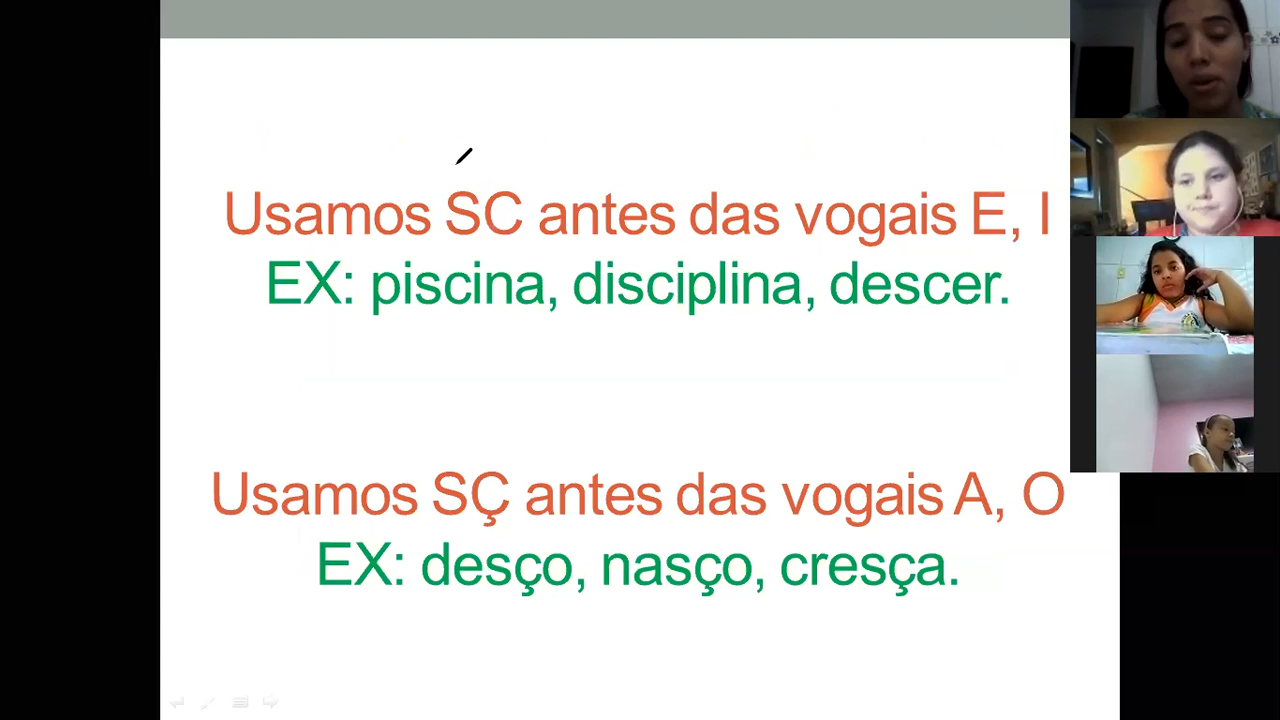 Usamos SC antes das vogais E, I
EX: piscina, disciplina, descer.
Usamos SÇ antes das vogais A, O
EX: desço, nasço, cresça.